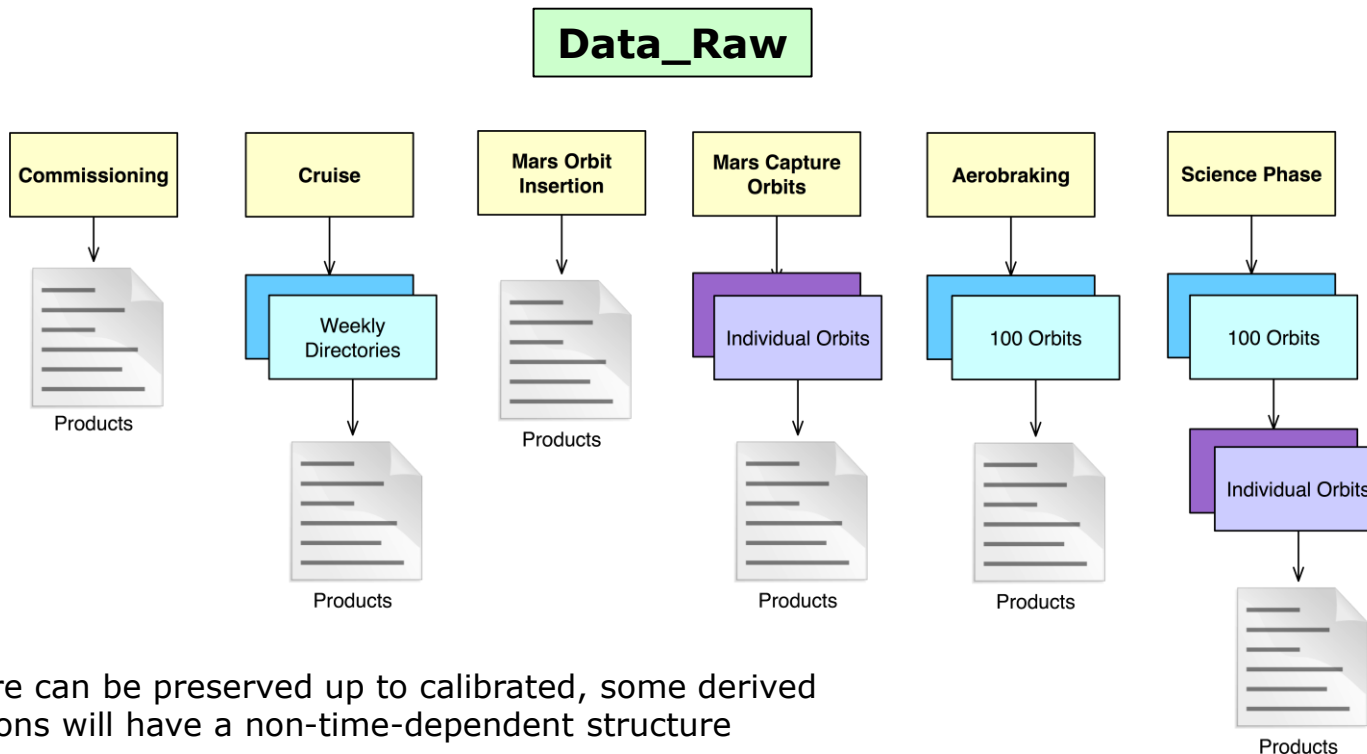 Data_Raw
Commissioning
Cruise
Mars Orbit
Insertion
Mars Capture
Orbits
Aerobraking
Science Phase
Weekly
Directories
Individual Orbits
100 Orbits
100 Orbits
Products
Products
Individual Orbits
Products
Products
Products
Products
re can be preserved up to calibrated, some derived
ons will have a non-time-dependent structure